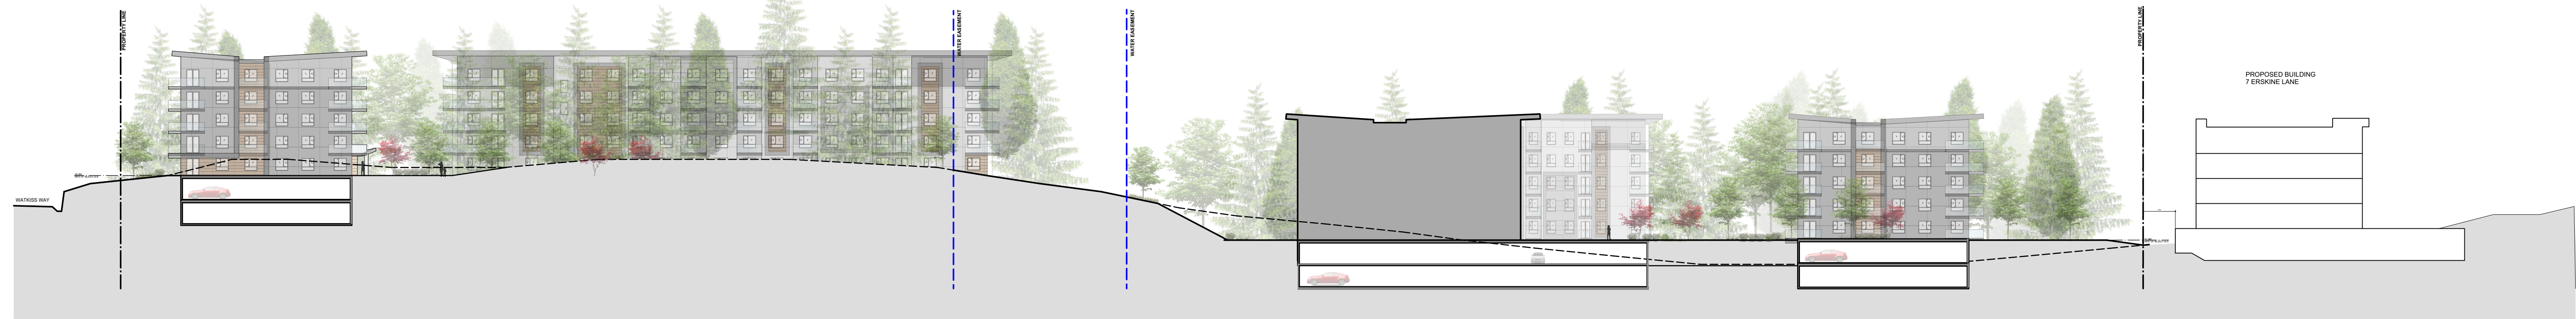 PROPERTY LINE
WATER EASEMENT
WATER EASEMENT
PROPERTY LINE
PROPOSED BUILDING
7 ERSKINE LANE
WATKISS WAY